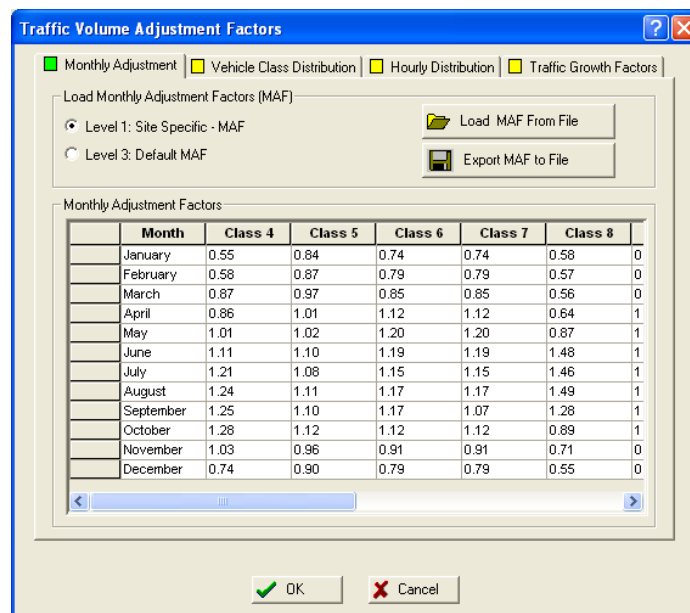 Traffic Volume Adjustment Factors
Monthly Adjustment Vehicle Class Distribution Hourly Distribution Traffic Growth Factors
Load Monthly Adjustment Factors (MAF)
Level 1: Site Specific - MAF
Level 3: Default MAF
Load MAF From File
Export MAF to File
Monthly Adjustment Factors
Month Class 4 Class 5 Class 6 Class 7 Class 8
January 0.55 0.84 0.74 0.74 0.58 0
February 0.58 0.87 0.79 0.79 0.57 0
March 0.87 0.97 0.85 0.85 0.56 0
April 0.86 1.01 1.12 1.12 0.64 1
May 1.01 1.02 1.20 1.20 0.87 1
June 1.11 1.10 1.19 1.19 1.48 1
July 1.21 1.08 1.15 1.15 1.46 1
August 1.24 1.11 1.17 1.17 1.49 1
September 1.25 1.10 1.17 1.07 1.28 1
October 1.28 1.12 1.12 1.12 0.89 1
November 1.03 0.96 0.91 0.91 0.71 0
December 0.74 0.90 0.79 0.79 0.55 0
OK Cancel